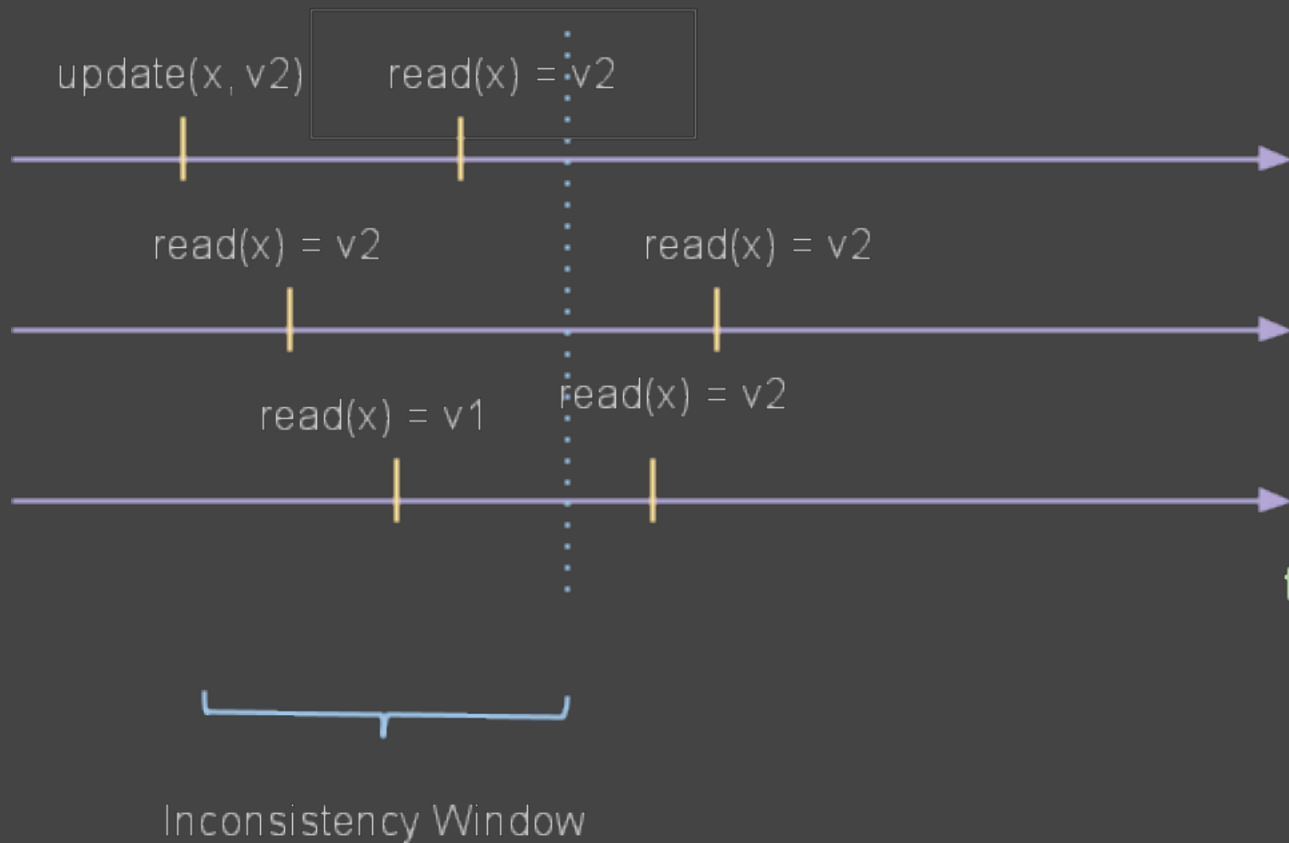 update(x, v2) read(x) = v2
read(x) = v2 read(x) = v2
read(x) = v1 read(x) = v2
Inconsistency Window